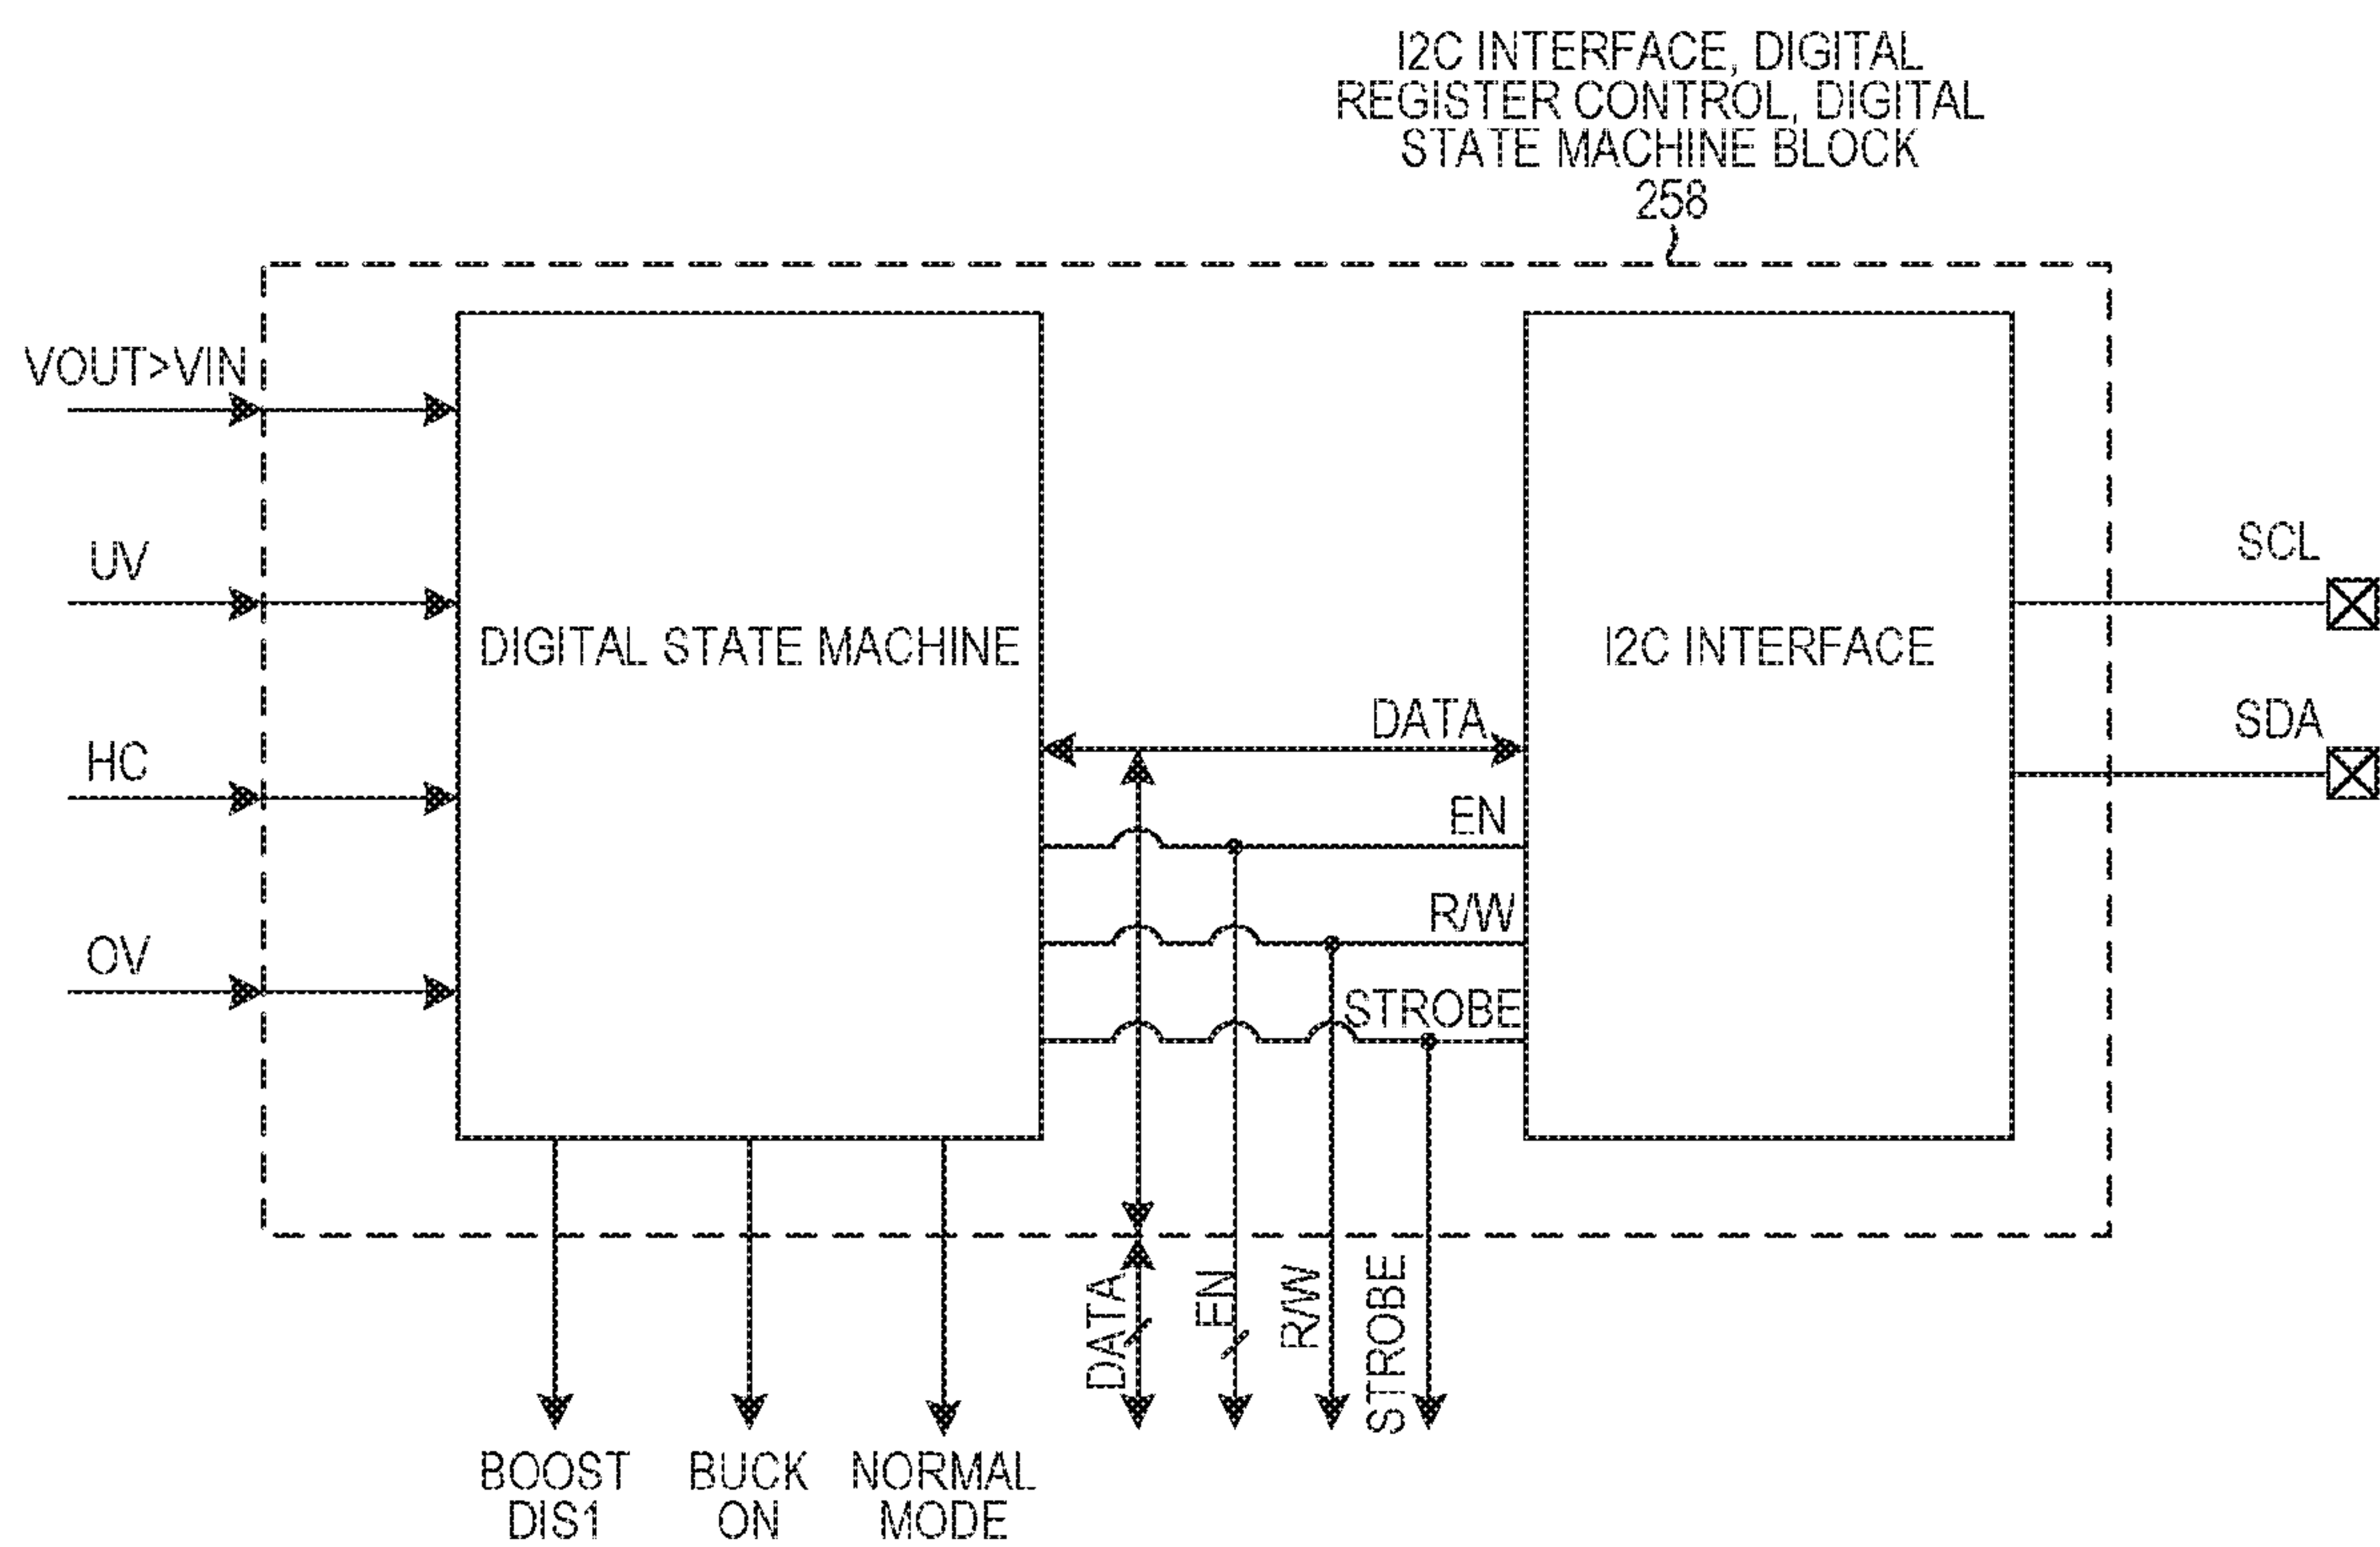 I2C INTERFACE, DIGITAL
REGISTER CONTROL, DIGITAL
STATE MACHINE BLOCK
258
VOUT>VIN
UV
HC
OV
DIGITAL STATE MACHINE
I2C INTERFACE
SCL
SDA
DATA
EN
R/W
STROBE
DATA
EN
R/W
STROBE
BOOST
DIS1
BUCK
ON
NORMAL
MODE